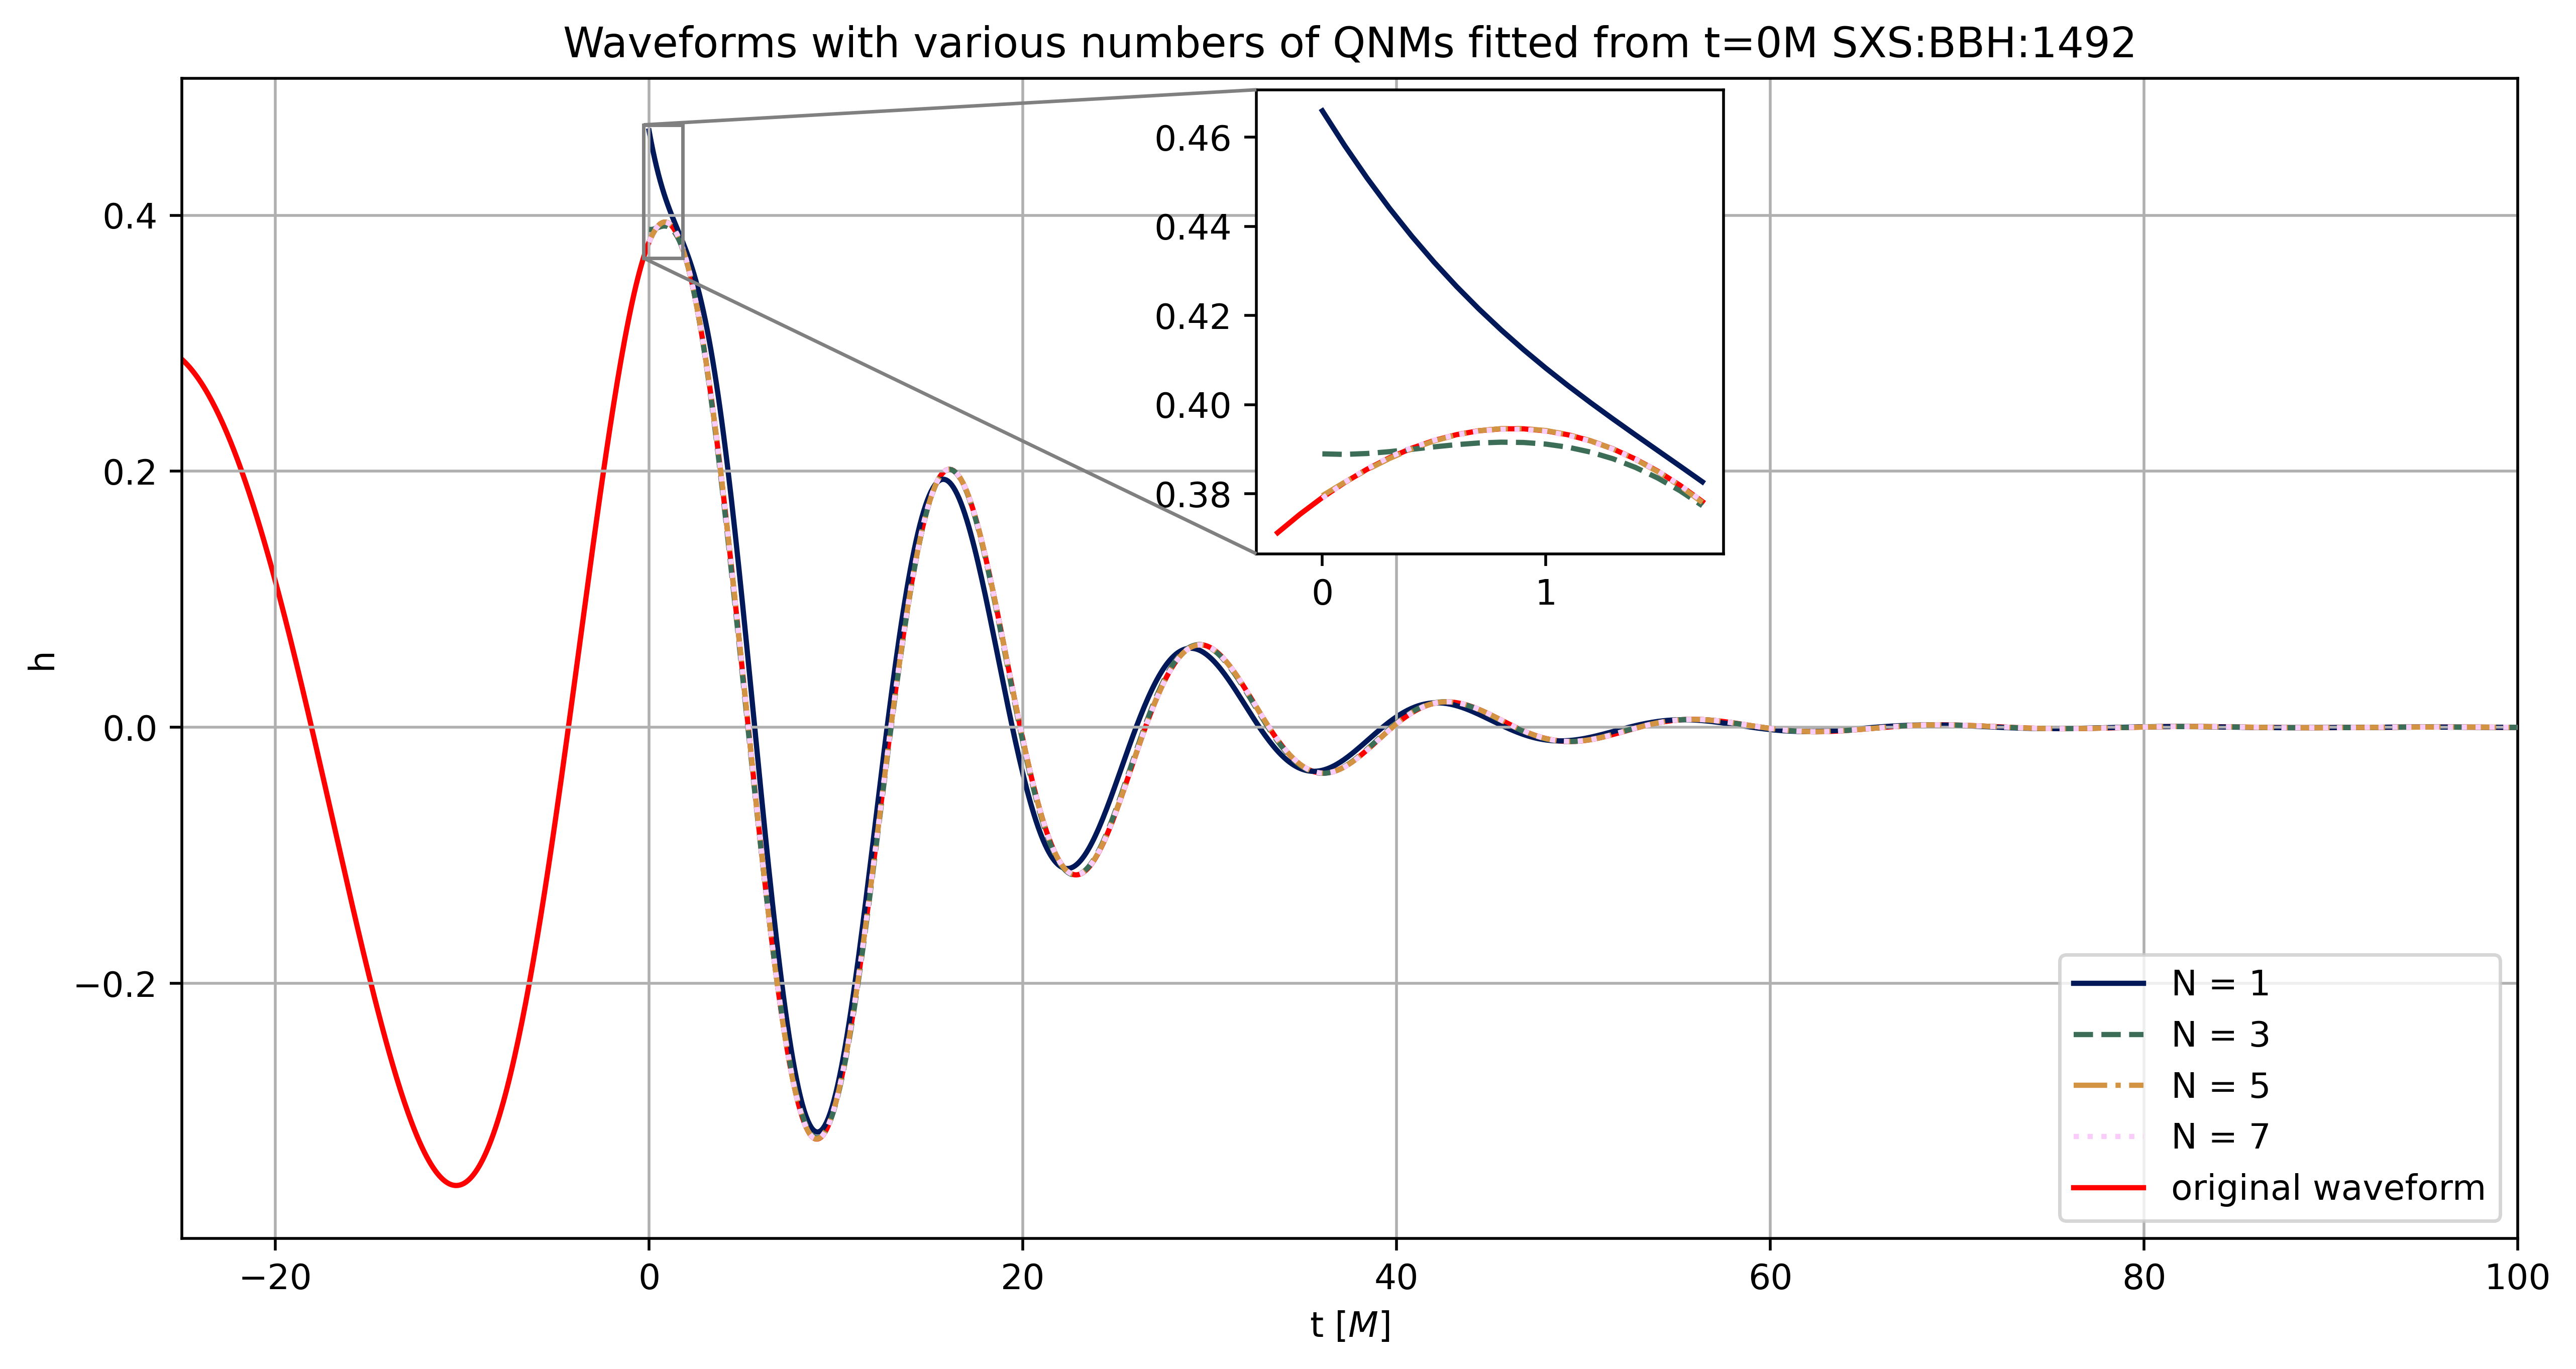 Waveforms with various numbers of QNMs fitted from t=0M SXS:BBH:1492
h
0.4
0.2
0.0
−0.2
0.46
0.44
0.42
0.40
0.38
0 1
N = 1
N = 3
N = 5
N = 7
original waveform
−20 0 20 40 60 80 100
t [M]